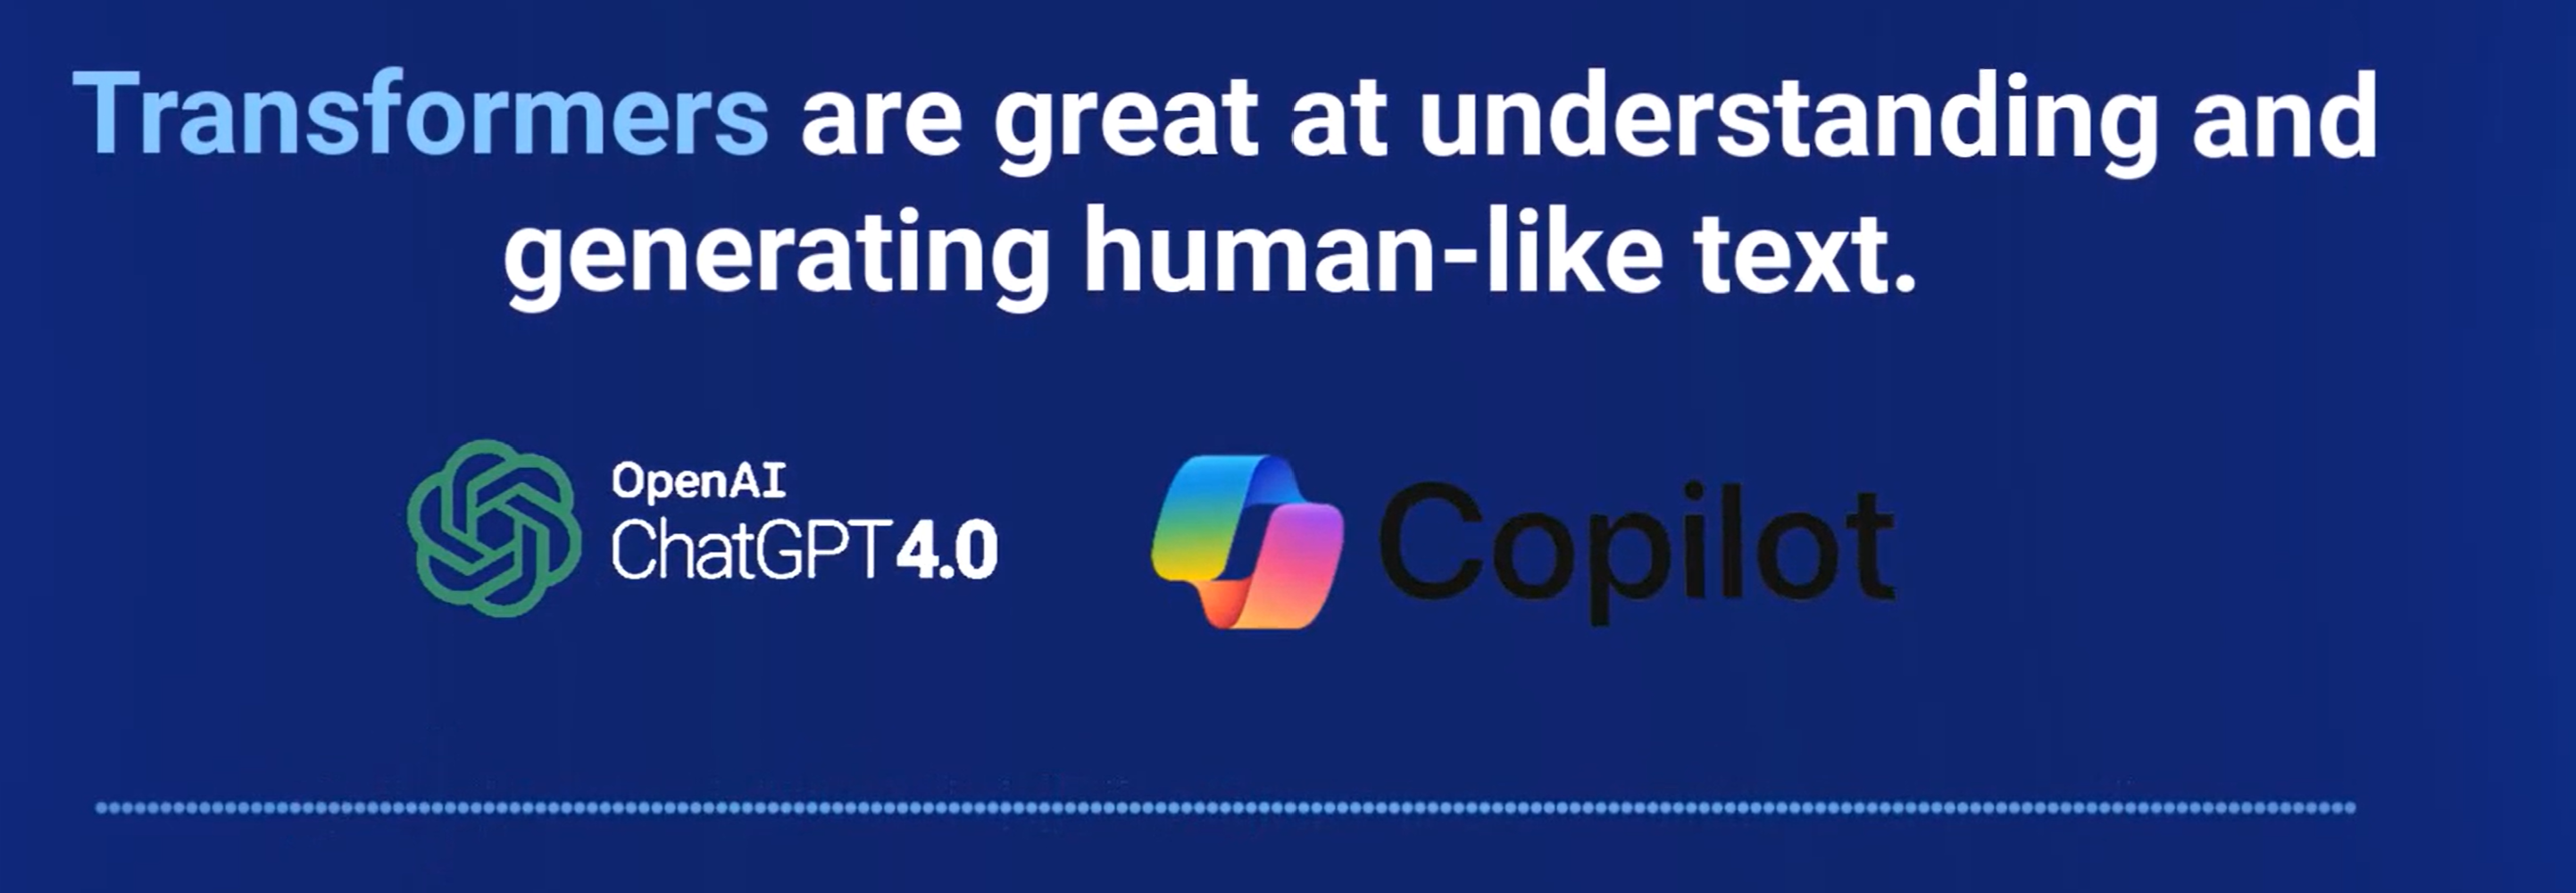 Transformers are great at understanding and
generating human-like text.
OpenAI
ChatGPT4.0
Copilot